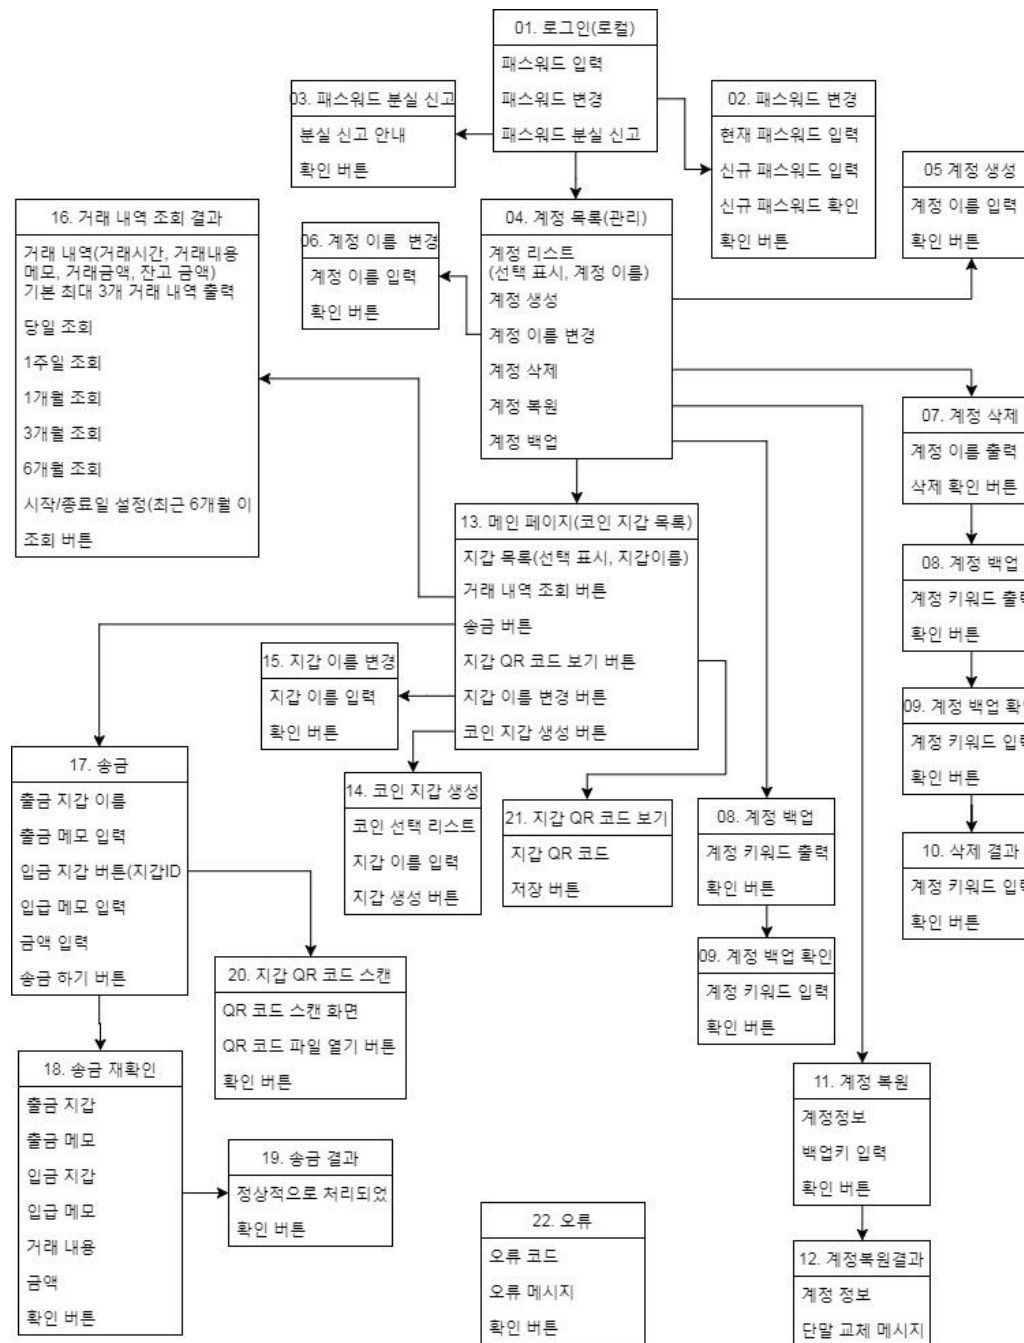 01. 로그인(로컬)
패스워드 입력
패스워드 변경
패스워드 분실 신고
03. 패스워드 분실 신고
분실 신고 안내
확인 버튼
02. 패스워드 변경
현재 패스워드 입력
신규 패스워드 입력
신규 패스워드 확인
확인 버튼
05 계정 생성
계정 이름 입력
확인 버튼
16. 거래 내역 조회 결과
거래 내역(거래시간, 거래내용
메모, 거래금액, 잔고 금액)
기본 최대 3개 거래 내역 출력
당일 조회
1주일 조회
1개월 조회
3개월 조회
6개월 조회
시작/종료일 설정(최근 6개월 이
조회 버튼
06. 계정 이름 변경
계정 이름 입력
확인 버튼
04. 계정 목록(관리)
계정 리스트
(선택 표시, 계정 이름)
계정 생성
계정 이름 변경
계정 삭제
계정 복원
계정 백업
07. 계정 삭제
계정 이름 출력
삭제 확인 버튼
13. 메인 페이지(코인 지갑 목록)
지갑 목록(선택 표시, 지갑이름)
거래 내역 조회 버튼
송금 버튼
지갑 QR 코드 보기 버튼
지갑 이름 변경 버튼
코인 지갑 생성 버튼
08. 계정 백업
계정 키워드 출력
확인 버튼
15. 지갑 이름 변경
지갑 이름 입력
확인 버튼
09. 계정 백업 확인
계정 키워드 입력
확인 버튼
17. 송금
출금 지갑 이름
출금 메모 입력
입금 지갑 버튼(지갑ID
입급 메모 입력
금액 입력
송금 하기 버튼
14. 코인 지갑 생성
코인 선택 리스트
지갑 이름 입력
지갑 생성 버튼
21. 지갑 QR 코드 보기
지갑 QR 코드
저장 버튼
08. 계정 백업
계정 키워드 출력
확인 버튼
10. 삭제 결과
계정 키워드 입력
확인 버튼
20. 지갑 QR 코드 스캔
QR 코드 스캔 화면
QR 코드 파일 열기 버튼
확인 버튼
09. 계정 백업 확인
계정 키워드 입력
확인 버튼
18. 송금 재확인
출금 지갑
출금 메모
입금 지갑
입급 메모
거래 내용
금액
확인 버튼
19. 송금 결과
정상적으로 처리되었
확인 버튼
11. 계정 복원
계정정보
백업키 입력
확인 버튼
22. 오류
오류 코드
오류 메시지
확인 버튼
12. 계정복원결과
계정 정보
단말 교체 메시지